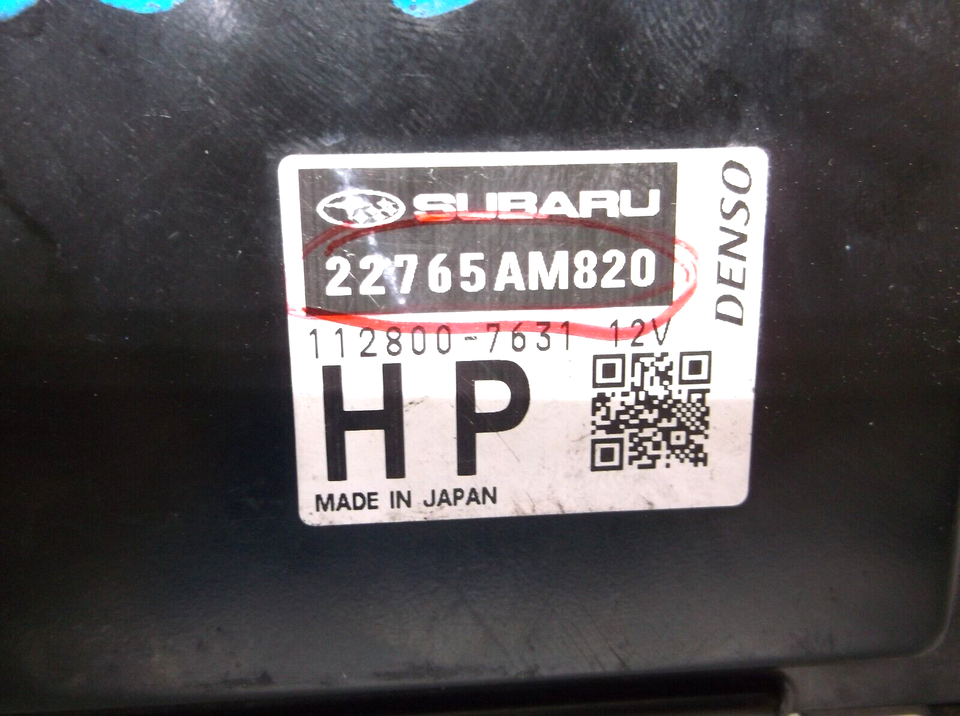 SUBARU
22765AM820
DENSO
112800-7631 12V
HP
MADE IN JAPAN